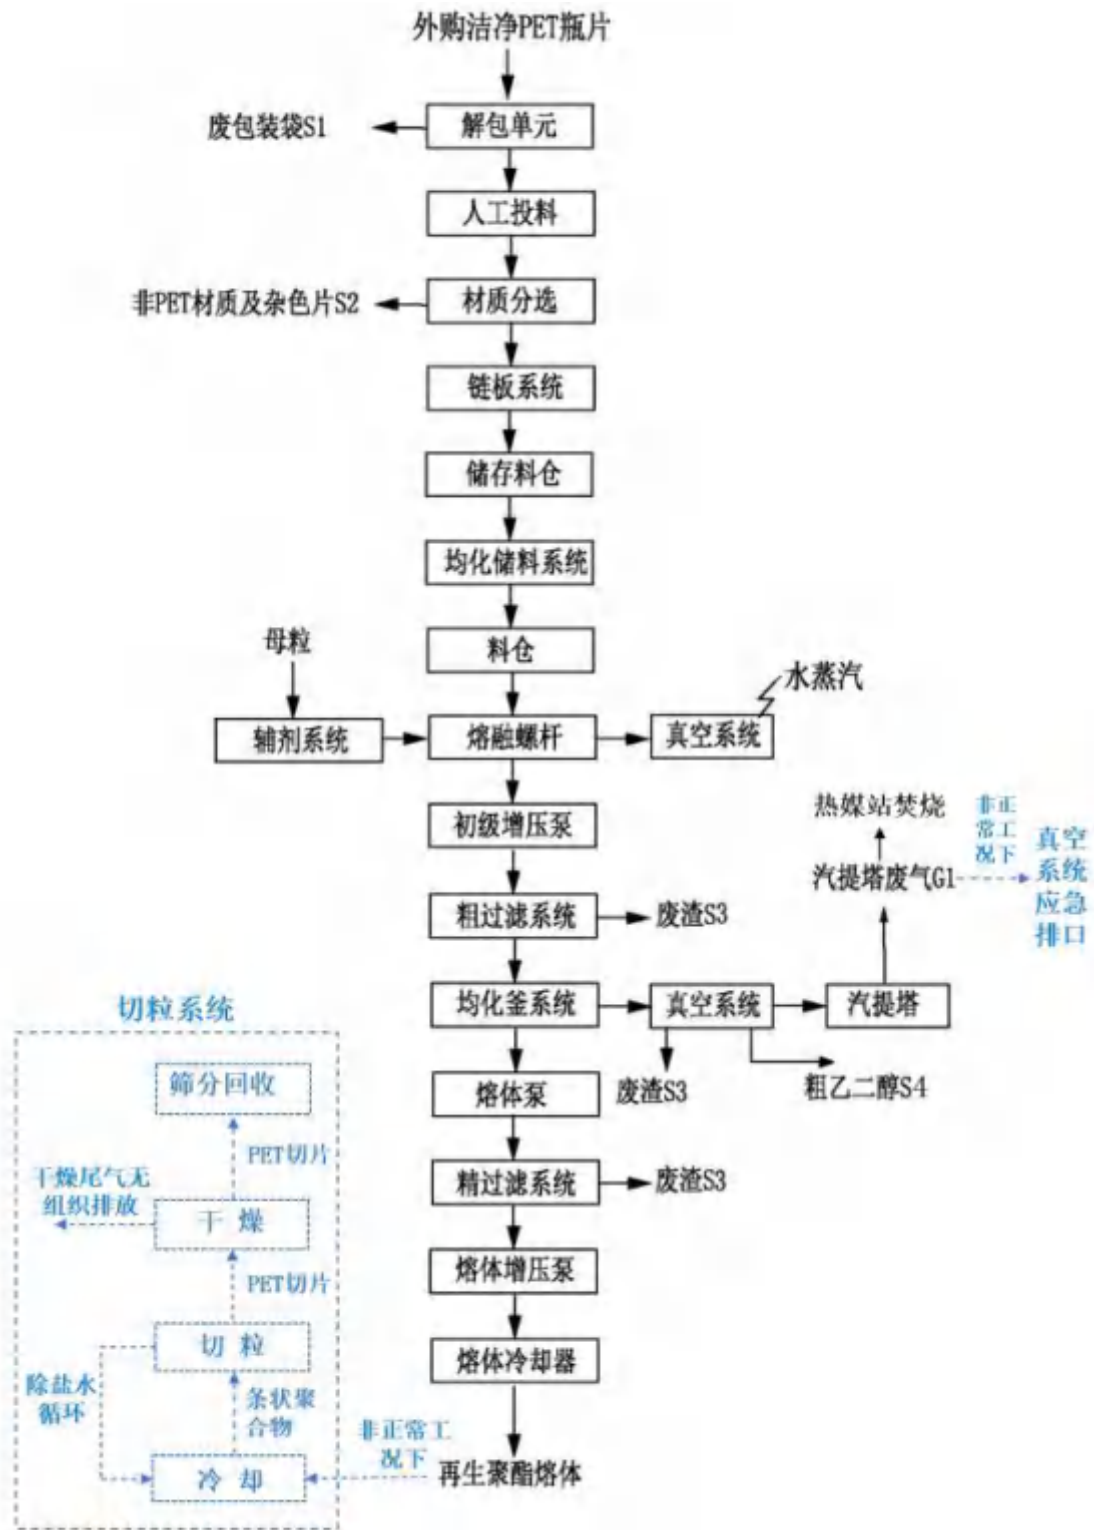 外购洁净PET瓶片
废包装袋S1
解包单元
人工投料
非PET材质及杂色片S2
材质分选
链板系统
储存料仓
均化储料系统
母粒
料仓
水蒸汽
辅剂系统
熔融螺杆
真空系统
初级增压泵
热媒站焚烧
非正
常工
况下
真空
系统
应急
排口
汽提塔废气G1
粗过滤系统
废渣S3
均化釜系统
真空系统
汽提塔
切粒系统
筛分回收
熔体泵
废渣S3
粗乙二醇S4
PET切片
干燥尾气无
组织排放
精过滤系统
废渣S3
干燥
熔体增压泵
PET切片
切粒
熔体冷却器
除盐水
循环
条状聚
合物
非正常工
况下
冷却
再生聚酯熔体